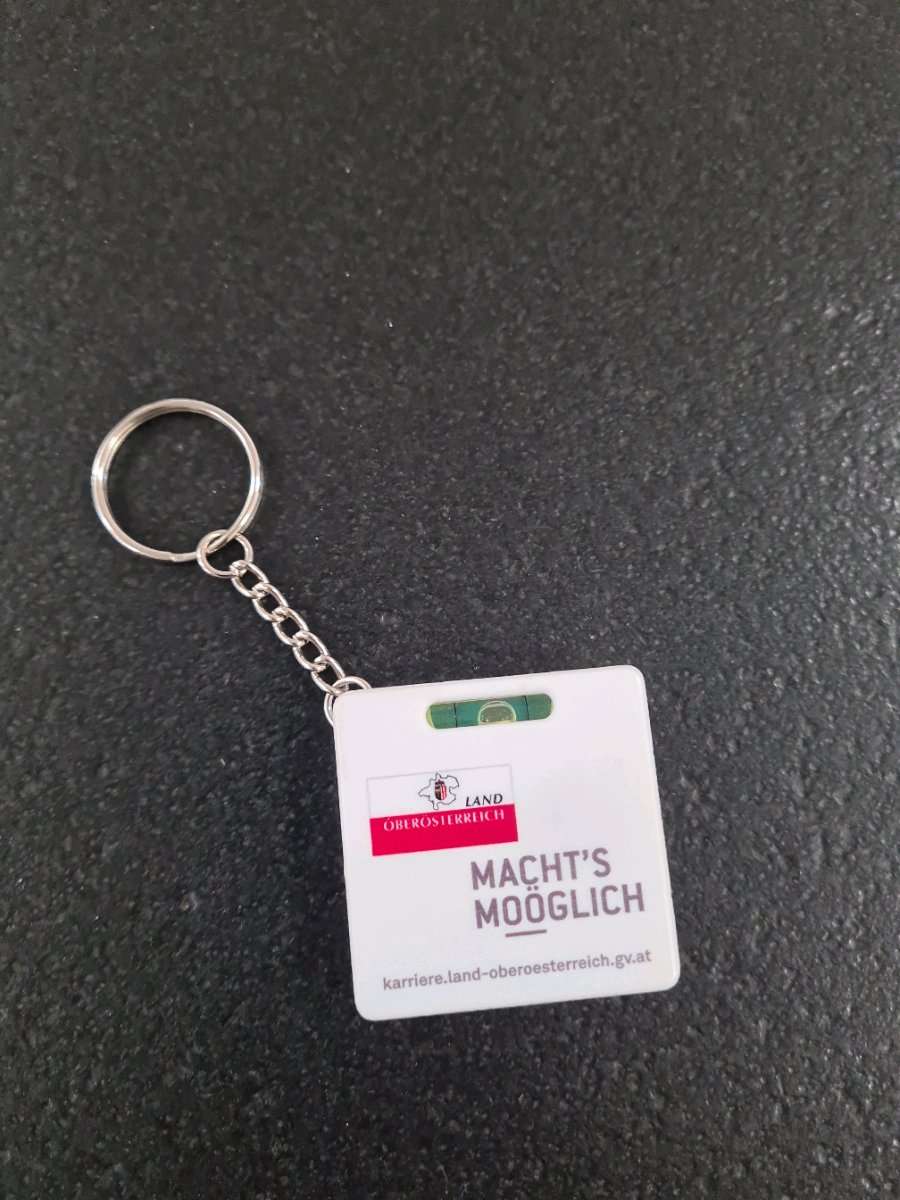 LAND
OBERÖSTERREICH
MACHT'S
MOÖGLICH
karriere.land-oberoesterreich.gv.at